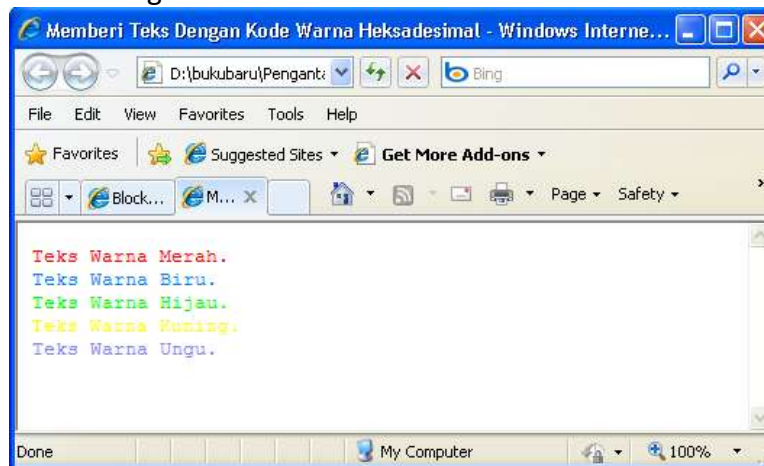 Memberi Teks Dengan Kode Warna Heksadesimal - Windows Interne...
D:\bukubaru\Penganta
Bing
File Edit View Favorites Tools Help
Favorites Suggested Sites Get More Add-ons
Block... M... X Page Safety »
Teks Warna Merah.
Teks Warna Biru.
Teks Warna Hijau.
Teks Warna Kuning.
Teks Warna Ungu.
Done My Computer 100%